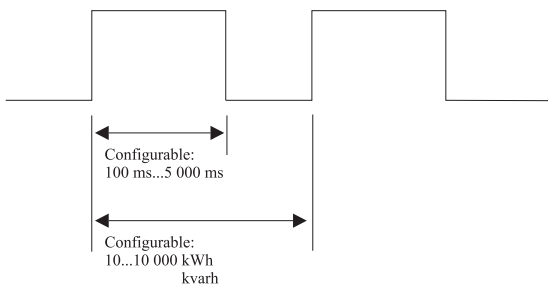 Configurable:
100 ms...5 000 ms
Configurable:
10...10 000 kWh
kvarh